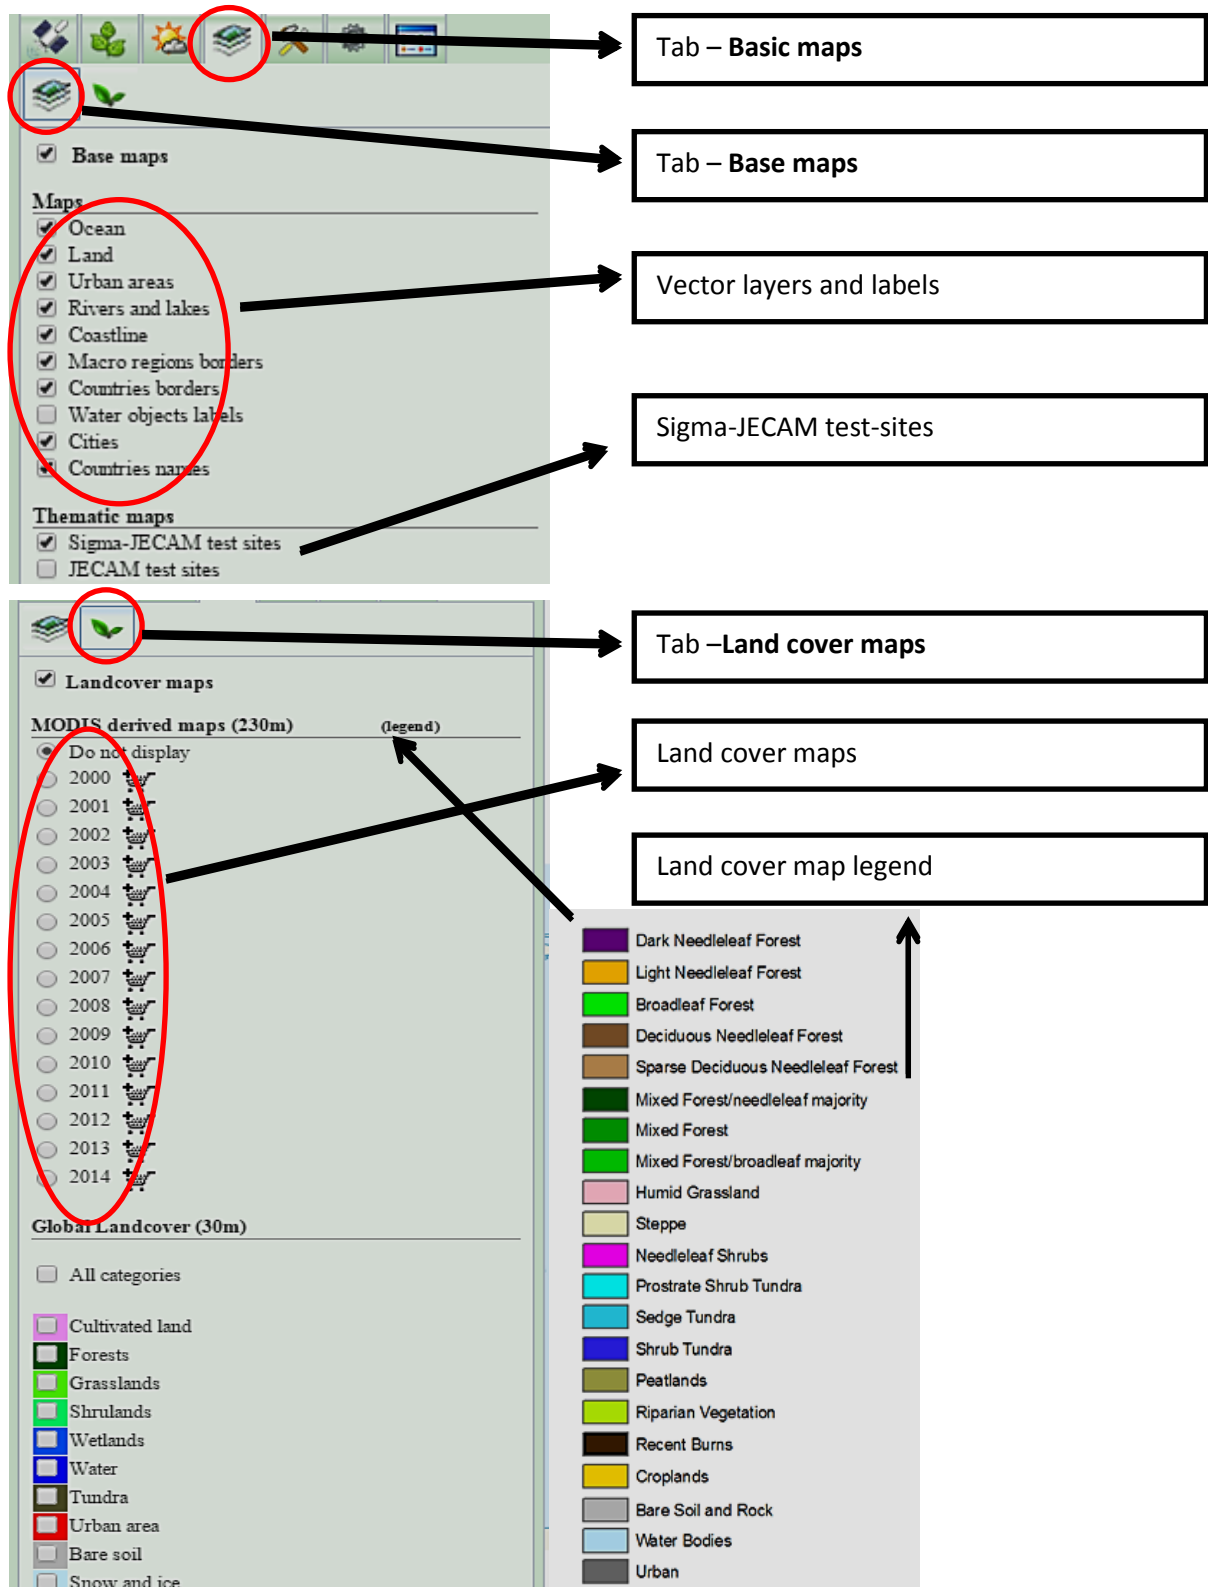 Tab – Basic maps
Tab – Base maps
Base maps
Maps
Ocean
Land
Urban areas
Rivers and lakes
Coastline
Macro regions borders
Countries borders
Water objects labels
Cities
Countries names
Vector layers and labels
Sigma-JECAM test-sites
Thematic maps
Sigma-JECAM test sites
JECAM test sites
Tab –Land cover maps
Landcover maps
MODIS derived maps (230m) (legend)
Do not display
2000
2001
2002
2003
2004
2005
2006
2007
2008
2009
2010
2011
2012
2013
2014
Land cover maps
Land cover map legend
Dark Needleleaf Forest
Light Needleleaf Forest
Broadleaf Forest
Deciduous Needleleaf Forest
Sparse Deciduous Needleleaf Forest
Mixed Forest/needleleaf majority
Mixed Forest
Mixed Forest/broadleaf majority
Humid Grassland
Steppe
Needleleaf Shrubs
Prostrate Shrub Tundra
Sedge Tundra
Shrub Tundra
Peatlands
Riparian Vegetation
Recent Burns
Croplands
Bare Soil and Rock
Water Bodies
Urban
Global Landcover (30m)
All categories
Cultivated land
Forests
Grasslands
Shrulands
Wetlands
Water
Tundra
Urban area
Bare soil
Snow and ice